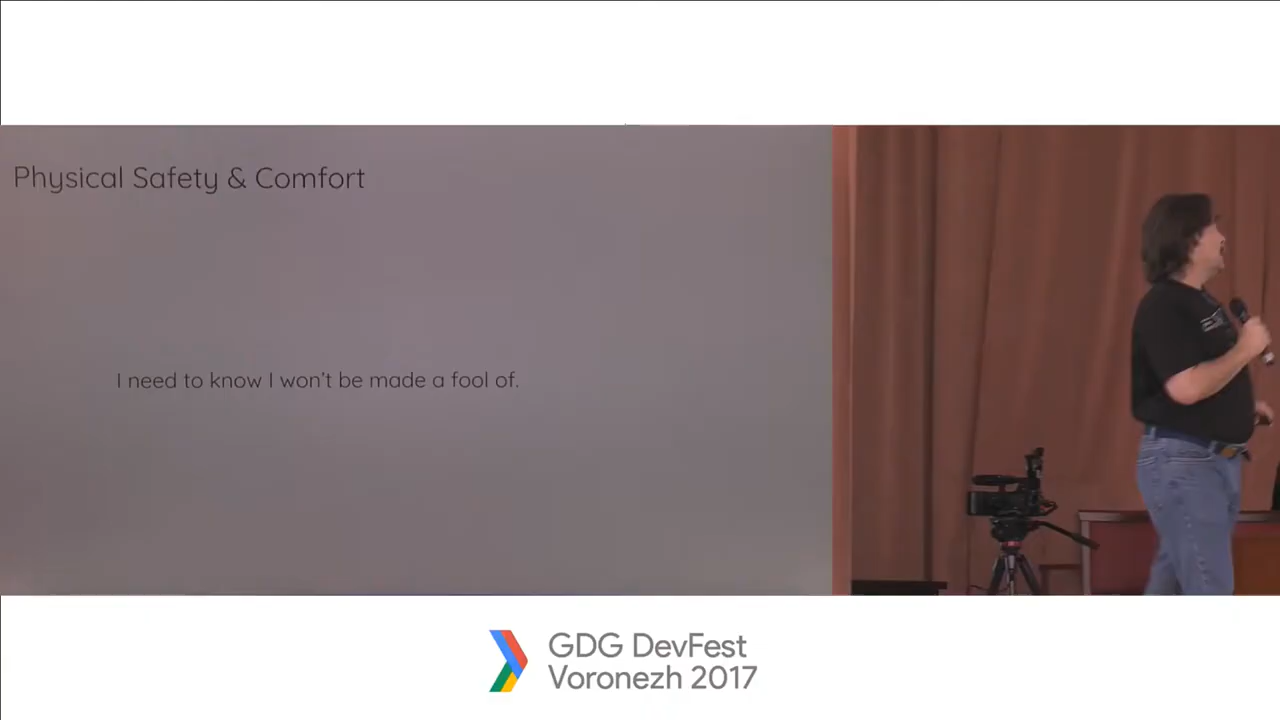 Physical Safety & Comfort
I need to know I won't be made a fool of.
GDG DevFest
Voronezh 2017